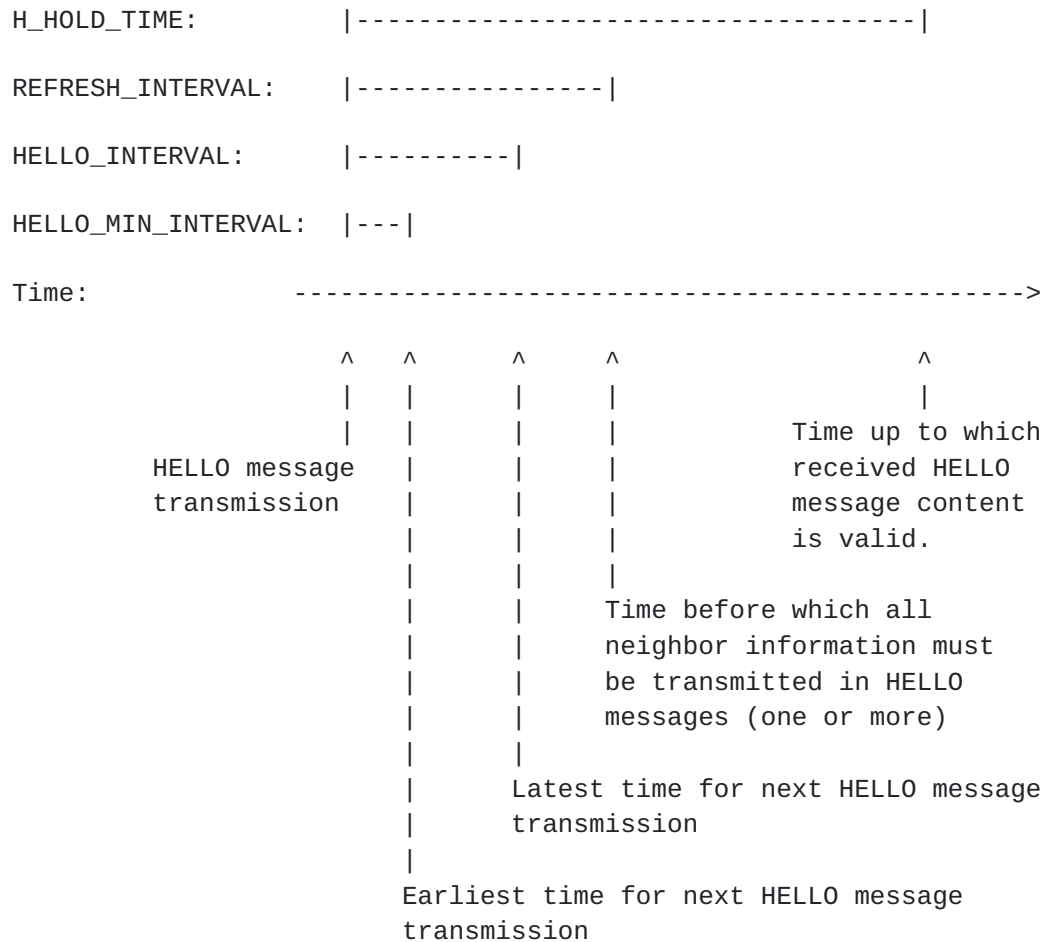 H_HOLD_TIME:         |------------------------------------|

REFRESH_INTERVAL:    |----------------|

HELLO_INTERVAL:      |----------|

HELLO_MIN_INTERVAL:  |---|

Time:             ----------------------------------------------->

                     ^   ^      ^     ^                   ^
                     |   |      |     |                   |
                     |   |      |     |           Time up to which
         HELLO message   |      |     |           received HELLO
         transmission    |      |     |           message content
                         |      |     |           is valid.
                         |      |     |
                         |      |     Time before which all
                         |      |     neighbor information must
                         |      |     be transmitted in HELLO
                         |      |     messages (one or more)
                         |      |
                         |      Latest time for next HELLO message
                         |      transmission
                         |
                         Earliest time for next HELLO message
                         transmission